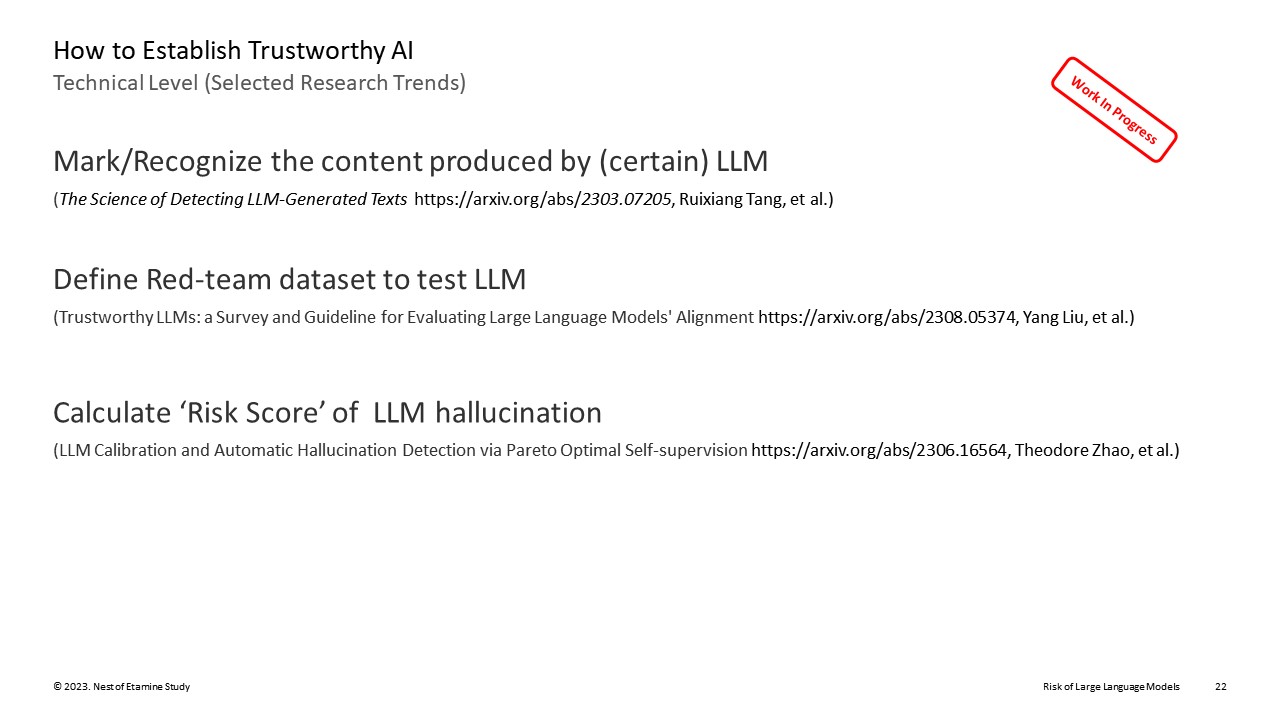 How to Establish Trustworthy AI
Technical Level (Selected Research Trends)
Work In Progress
Mark/Recognize the content produced by (certain) LLM
(The Science of Detecting LLM-Generated Texts https://arxiv.org/abs/2303.07205, Ruixiang Tang, et al.)
Define Red-team dataset to test LLM
(Trustworthy LLMs: a Survey and Guideline for Evaluating Large Language Models' Alignment https://arxiv.org/abs/2308.05374, Yang Liu, et al.)
Calculate ‘Risk Score’ of LLM hallucination
(LLM Calibration and Automatic Hallucination Detection via Pareto Optimal Self-supervision https://arxiv.org/abs/2306.16564, Theodore Zhao, et al.)
© 2023. Nest of Etamine Study
Risk of Large Language Models 22